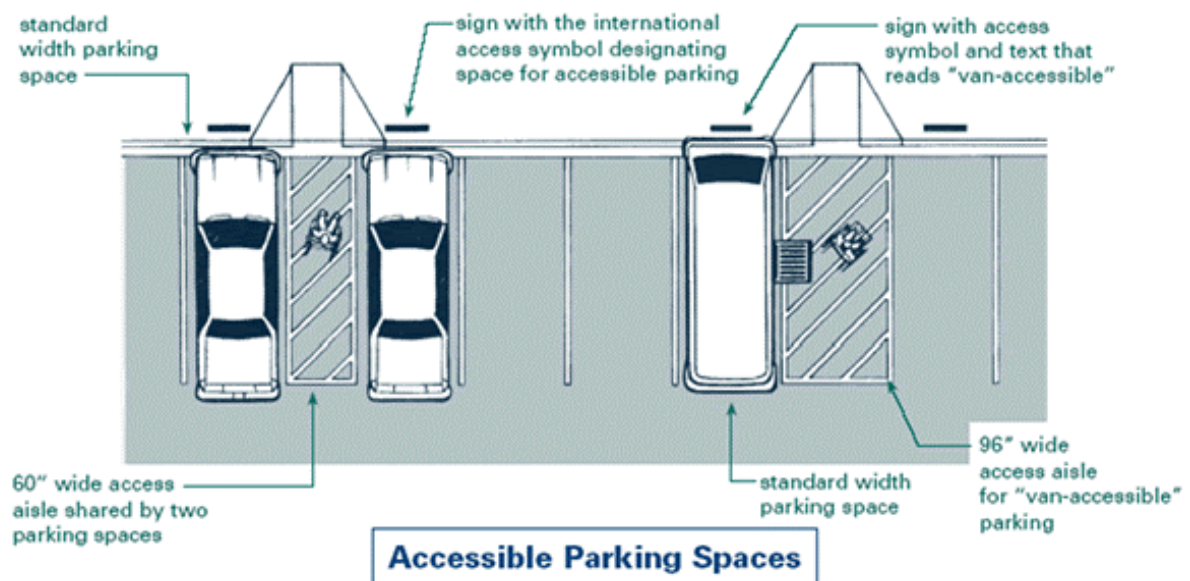 standard
width parking
space
sign with the international
access symbol designating
space for accessible parking
sign with access
symbol and text that
reads “van-accessible”
60” wide access
aisle shared by two
parking spaces
standard width
parking space
96” wide
access aisle
for “van-accessible”
parking
Accessible Parking Spaces